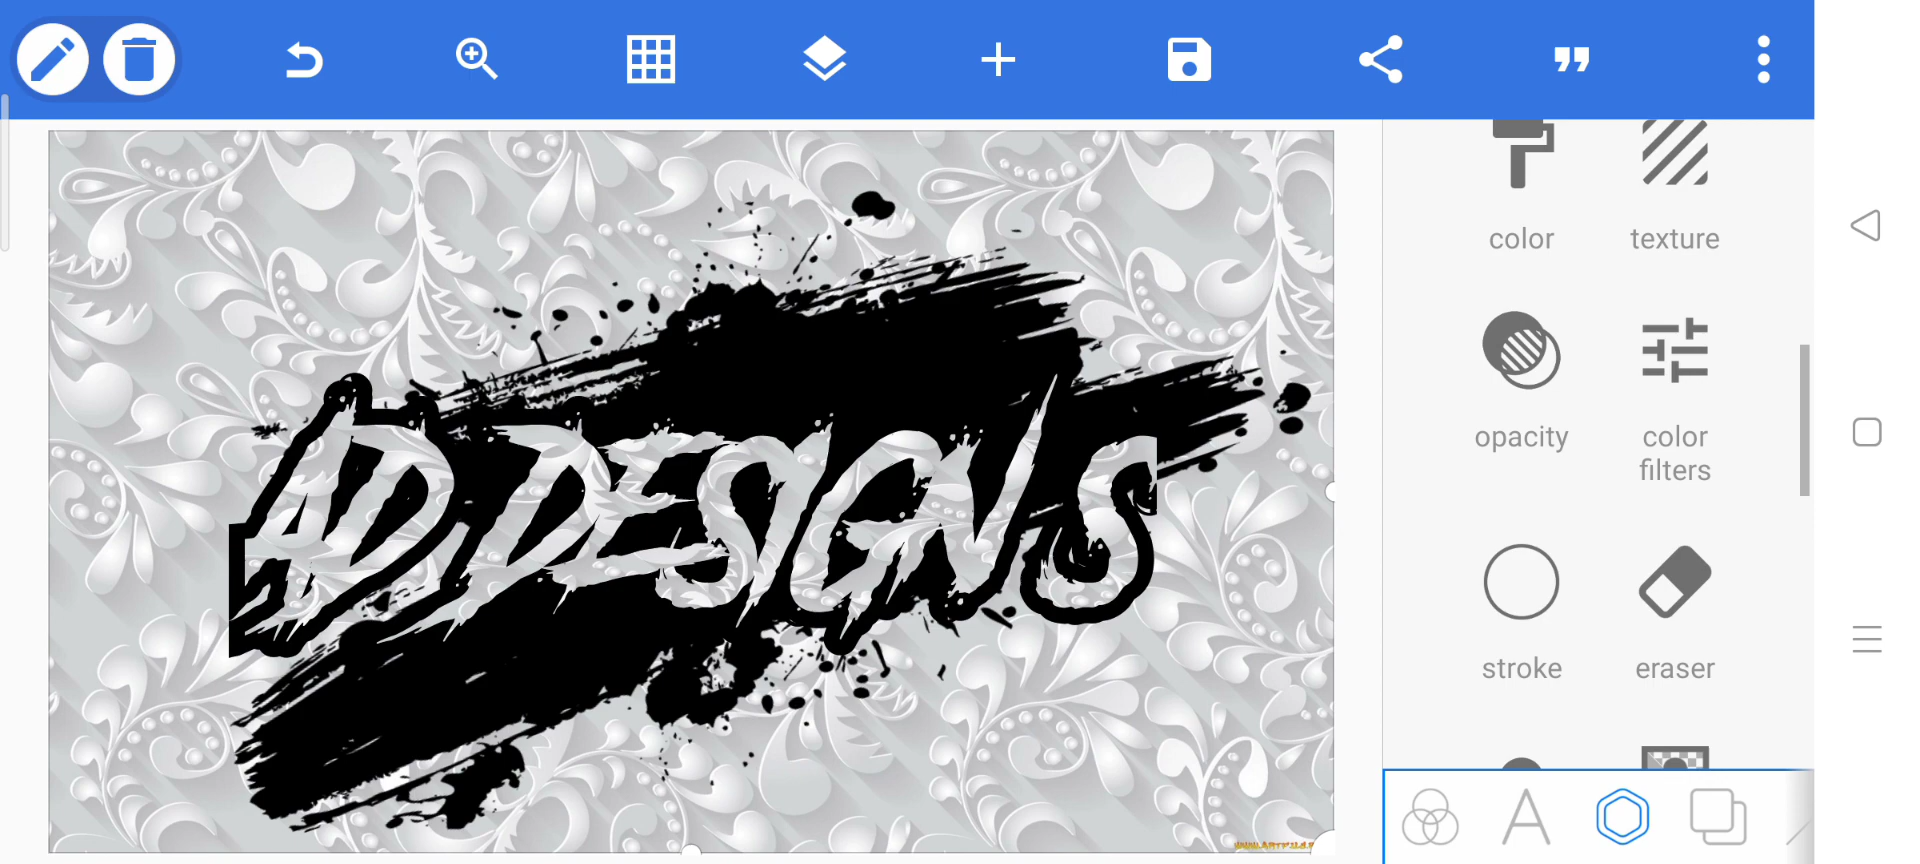 AD DESIGNS
color
texture
opacity
color
filters
stroke
eraser